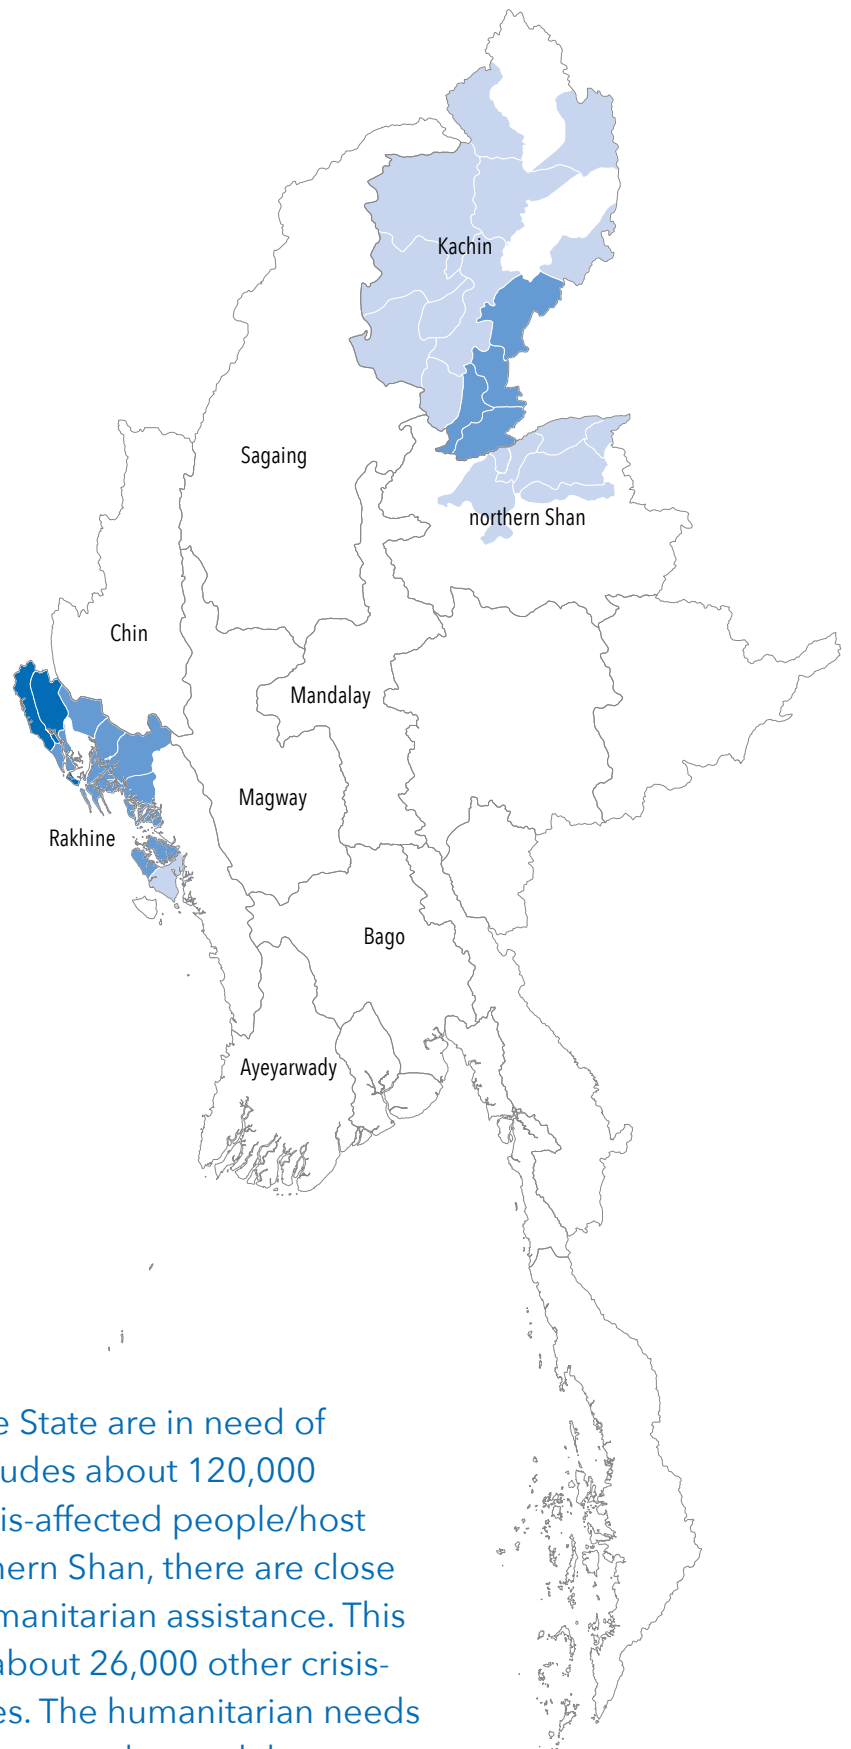 Kachin
Sagaing
northern Shan
Chin
Mandalay
Magway
Rakhine
Bago
Ayeyarwady
e State are in need of
udes about 120,000
is-affected people/host
hern Shan, there are close
manitarian assistance. This
about 26,000 other crisis-
es. The humanitarian needs